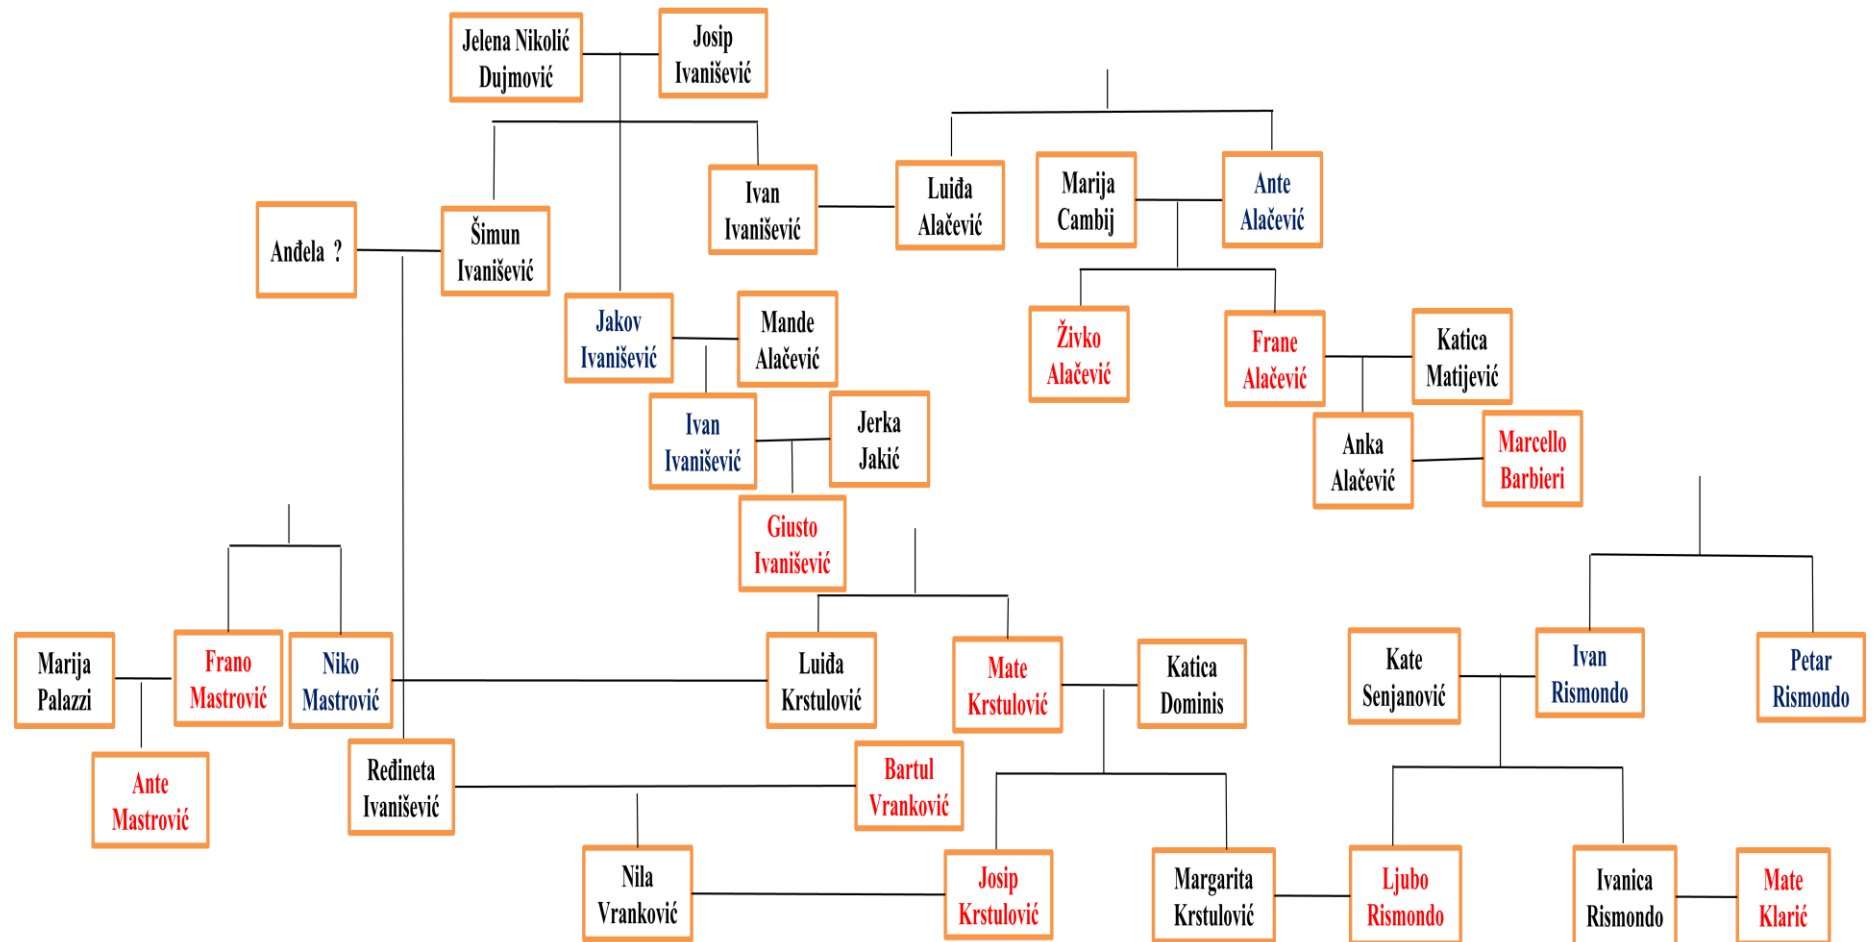 Jelena Nikolić
Dujmović
Josip
Ivanišević
Ivan
Ivanišević
Luiđa
Alačević
Marija
Cambij
Ante
Alačević
Anđela ?
Šimun
Ivanišević
Jakov
Ivanišević
Mande
Alačević
Živko
Alačević
Frane
Alačević
Katica
Matijević
Ivan
Ivanišević
Jerka
Jakić
Anka
Alačević
Marcello
Barbieri
Giusto
Ivanišević
Marija
Palazzi
Frano
Mastrović
Niko
Mastrović
Luiđa
Krstulović
Mate
Krstulović
Katica
Dominis
Kate
Senjanović
Ivan
Rismondo
Petar
Rismondo
Ante
Mastrović
Ređineta
Ivanišević
Bartul
Vranković
Nila
Vranković
Josip
Krstulović
Margarita
Krstulović
Ljubo
Rismondo
Ivanica
Rismondo
Mate
Klarić